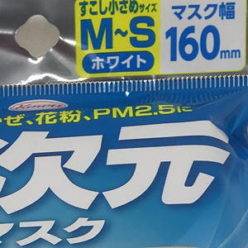 すこし小さめサイズ
M～S
ホワイト
マスク幅
160mm
Kowa
ぜ、花粉、PM2.5に
次元
マスク